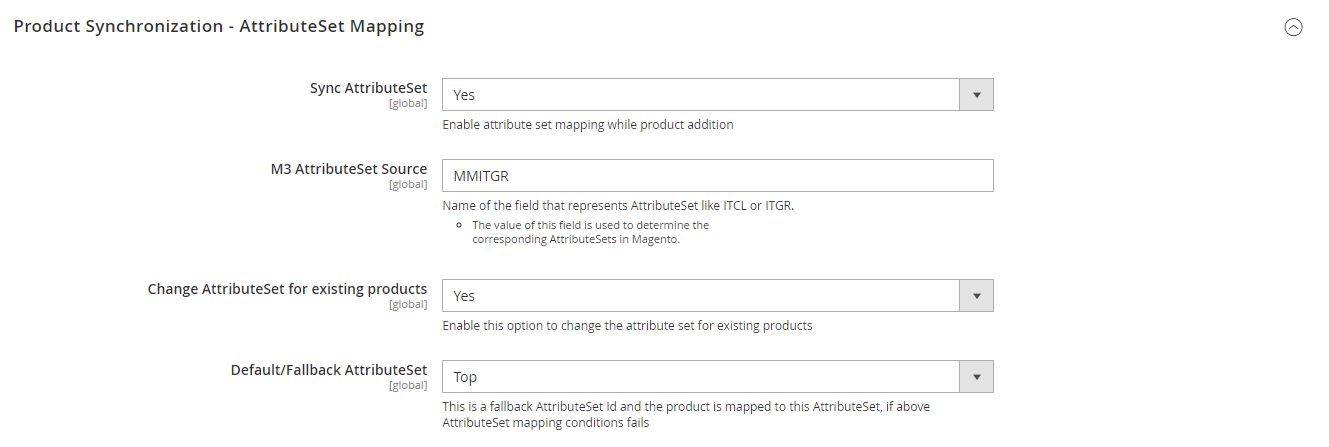 Product Synchronization - AttributeSet Mapping
Sync AttributeSet
[global]
Yes
Enable attribute set mapping while product addition
M3 AttributeSet Source
[global]
MMITGR
Name of the field that represents AttributeSet like ITCL or ITGR.
The value of this field is used to determine the
corresponding AttributeSets in Magento.
Change AttributeSet for existing products
[global]
Yes
Enable this option to change the attribute set for existing products
Default/Fallback AttributeSet
[global]
Top
This is a fallback AttributeSet Id and the product is mapped to this AttributeSet, if above
AttributeSet mapping conditions fails